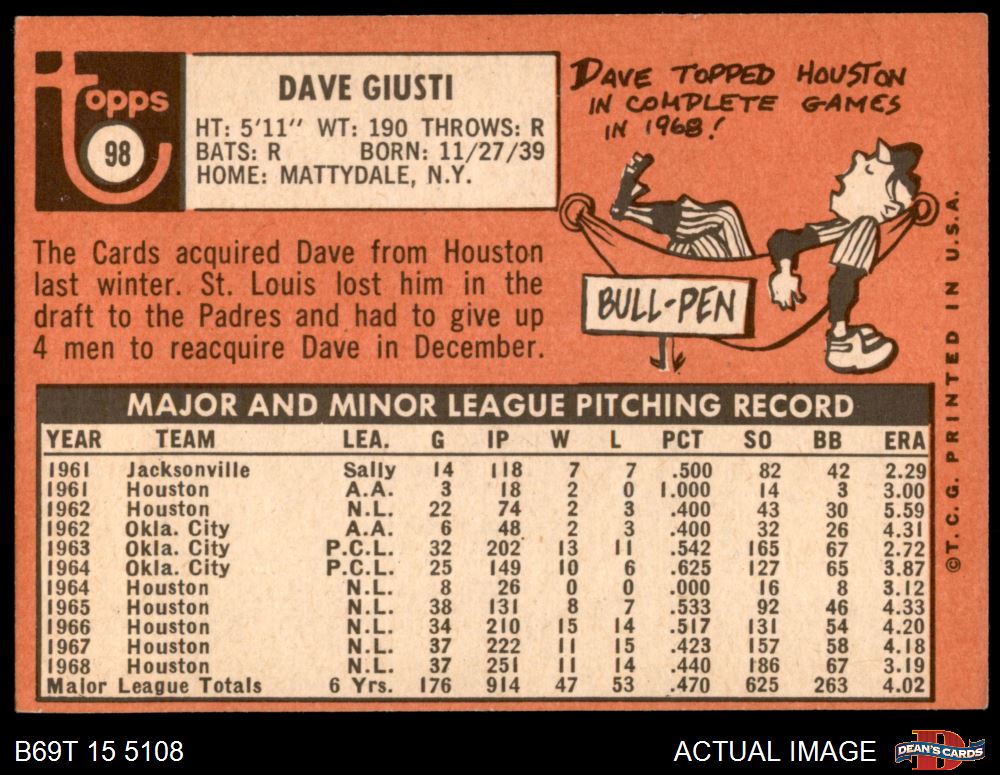 topps
98
DAVE GIUSTI
HT: 5'11" WT: 190 THROWS: R
BATS: R BORN: 11/27/39
HOME: MATTYDALE, N.Y.
DAVE TOPPED HOUSTON
IN COMPLETE GAMES
IN 1968!
BULL-PEN
The Cards acquired Dave from Houston
last winter. St. Louis lost him in the
draft to the Padres and had to give up
4 men to reacquire Dave in December.
MAJOR AND MINOR LEAGUE PITCHING RECORD
YEAR TEAM LEA. G IP W L PCT SO BB ERA
1961 Jacksonville Sally 14 118 7 7 .500 82 42 2.29
1961 Houston A.A. 3 18 2 0 1.000 14 3 3.00
1962 Houston N.L. 22 74 2 3 .400 43 30 5.59
1962 Okla. City A.A. 6 48 2 3 .400 32 26 4.31
1963 Okla. City P.C.L. 32 202 13 11 .542 165 67 2.72
1964 Okla. City P.C.L. 25 149 10 6 .625 127 65 3.87
1964 Houston N.L. 8 26 0 0 .000 16 8 3.12
1965 Houston N.L. 38 131 8 7 .533 92 46 4.33
1966 Houston N.L. 34 210 15 14 .517 131 54 4.20
1967 Houston N.L. 37 222 11 15 .423 157 58 4.18
1968 Houston N.L. 37 251 11 14 .440 186 67 3.19
Major League Totals 6 Yrs. 176 914 47 53 .470 625 263 4.02
©T.C.G. PRINTED IN U.S.A.
B69T 15 5108
ACTUAL IMAGE
DEAN'S CARDS